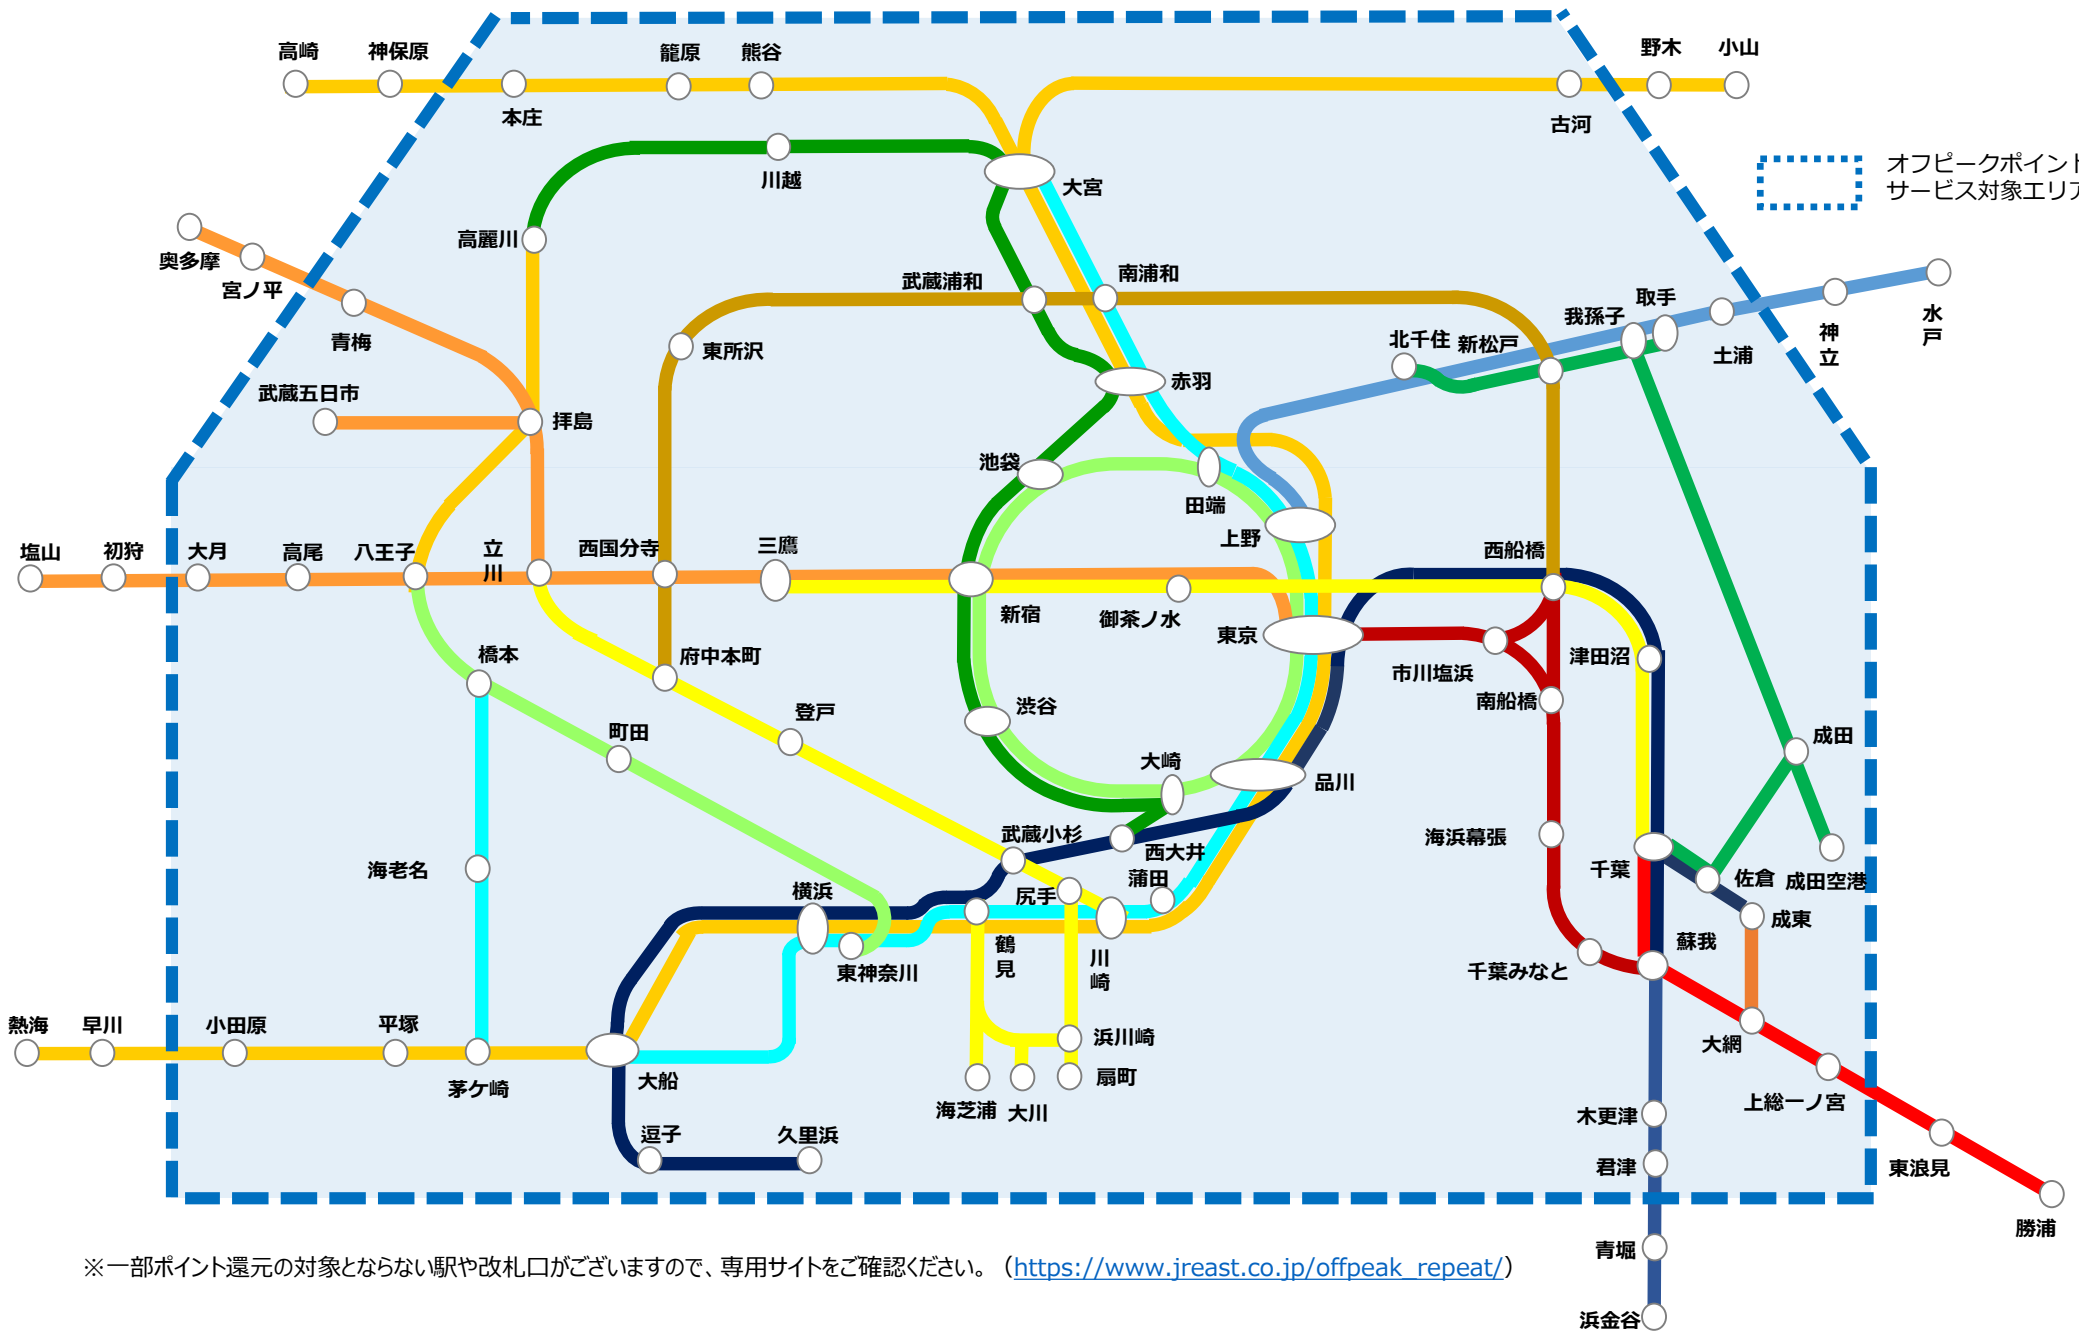 高崎
神保原
籠原
熊谷
野木
小山
本庄
古河
オフピークポイント
サービス対象エリア
川越
大宮
高麗川
奥多摩
宮ノ平
青梅
武蔵浦和
南浦和
我孫子
取手
土浦
神立
水戸
北千住
新松戸
東所沢
武蔵五日市
拝島
赤羽
池袋
田端
上野
塩山
初狩
大月
高尾
八王子
立川
西国分寺
三鷹
新宿
御茶ノ水
西船橋
東京
橋本
府中本町
市川塩浜
津田沼
南船橋
町田
登戸
渋谷
大崎
品川
成田
海老名
武蔵小杉
西大井
海浜幕張
千葉
佐倉
成田空港
横浜
尻手
蒲田
成東
東神奈川
鶴見
川崎
千葉みなと
蘇我
熱海
早川
小田原
平塚
茅ケ崎
大船
浜川崎
扇町
海芝浦
大川
大網
上総一ノ宮
木更津
逗子
久里浜
君津
東浪見
勝浦
青堀
浜金谷
※一部ポイント還元の対象とならない駅や改札口がございますので、専用サイトをご確認ください。（https://www.jreast.co.jp/offpeak_repeat/）